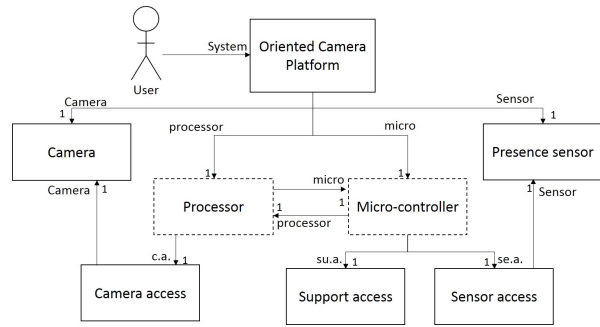 System
Oriented Camera
Platform
User
Camera
1
Sensor
1
processor
micro
Camera
1
1
Presence sensor
Camera
1
Processor
micro
1
1
processor
Micro-controller
1
Sensor
c.a.
1
su.a.
1
1
se.a.
Camera access
Support access
Sensor access